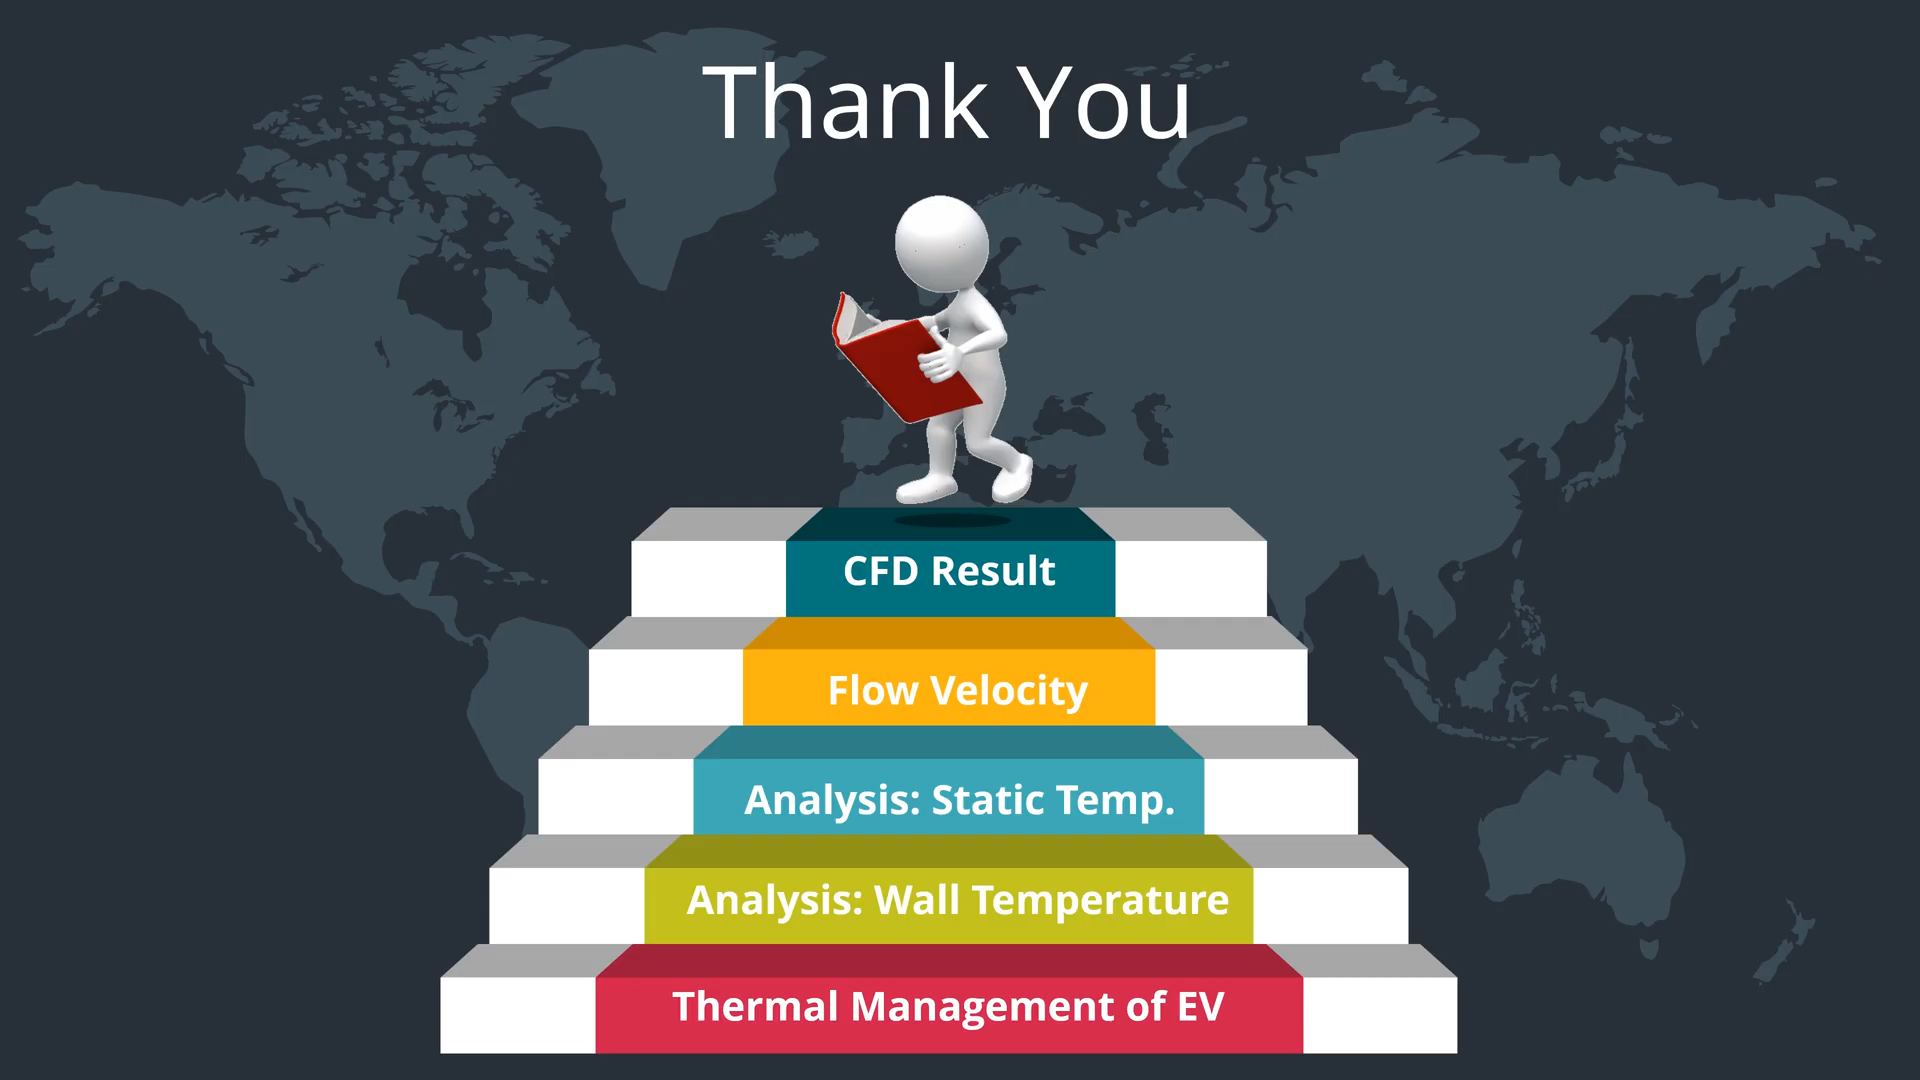 Thank You
CFD Result
Flow Velocity
Analysis: Static Temp.
Analysis: Wall Temperature
Thermal Management of EV